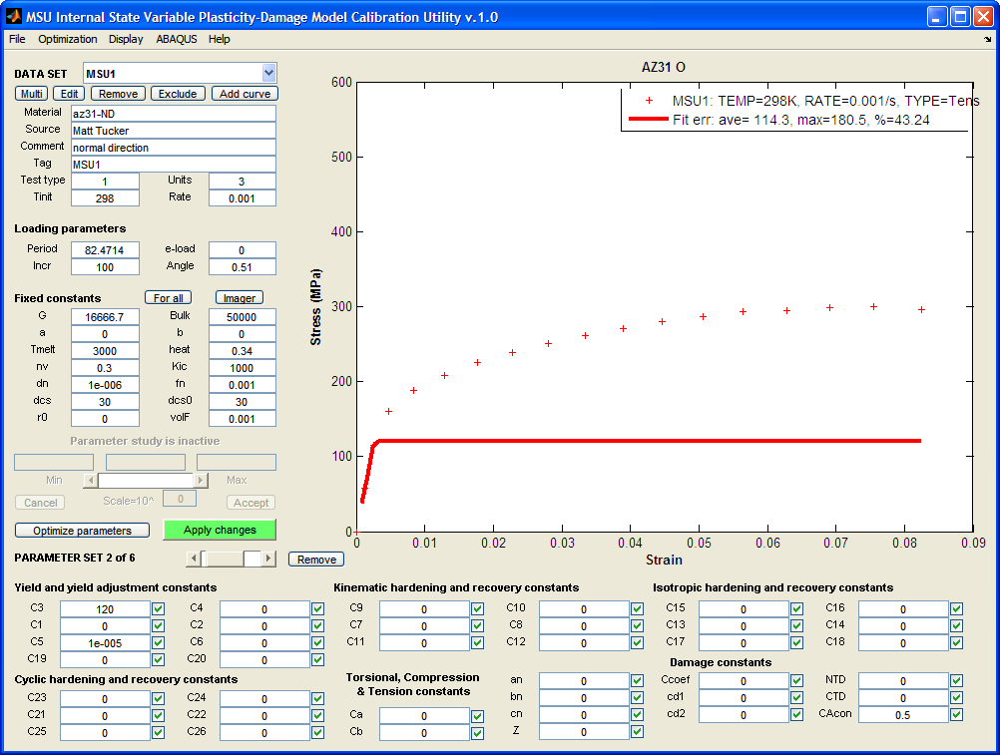 MSU Internal State Variable Plasticity-Damage Model Calibration Utility v.1.0
File Optimization Display ABAQUS Help
DATA SET MSU1
Multi Edit Remove Exclude Add curve
Material az31-ND
Source Matt Tucker
Comment normal direction
Tag MSU1
Test type 1 Units 3
Tinit 298 Rate 0.001
Loading parameters
Period 82.4714 e-load 0
Incr 100 Angle 0.51
Fixed constants For all Imager
G 16666.7 Bulk 50000
a 0 b 0
Tmelt 3000 heat 0.34
nv 0.3 Kic 1000
dn 1e-006 fn 0.001
dcs 30 dcs0 30
r0 0 volF 0.001
Parameter study is inactive
Min Max
Cancel Scale=10^ 0 Accept
Optimize parameters Apply changes
PARAMETER SET 2 of 6 Remove
AZ31 O
MSU1: TEMP=298K, RATE=0.001/s, TYPE=Tens
Fit err: ave= 114.3, max=180.5, %=43.24
600
500
400
300
200
100
0
Stress (MPa)
0 0.01 0.02 0.03 0.04 0.05 0.06 0.07 0.08 0.09
Strain
Yield and yield adjustment constants
C3 120 C4 0
C1 0 C2 0
C5 1e-005 C6 0
C19 0 C20 0
Cyclic hardening and recovery constants
C23 0 C24 0
C21 0 C22 0
C25 0 C26 0
Kinematic hardening and recovery constants
C9 0 C10 0
C7 0 C8 0
C11 0 C12 0
Torsional, Compression
& Tension constants
Ca 0
Cb 0
an 0
bn 0
cn 0
Z 0
Isotropic hardening and recovery constants
C15 0 C16 0
C13 0 C14 0
C17 0 C18 0
Damage constants
Ccoef 0 NTD 0
cd1 0 CTD 0
cd2 0 CAcon 0.5